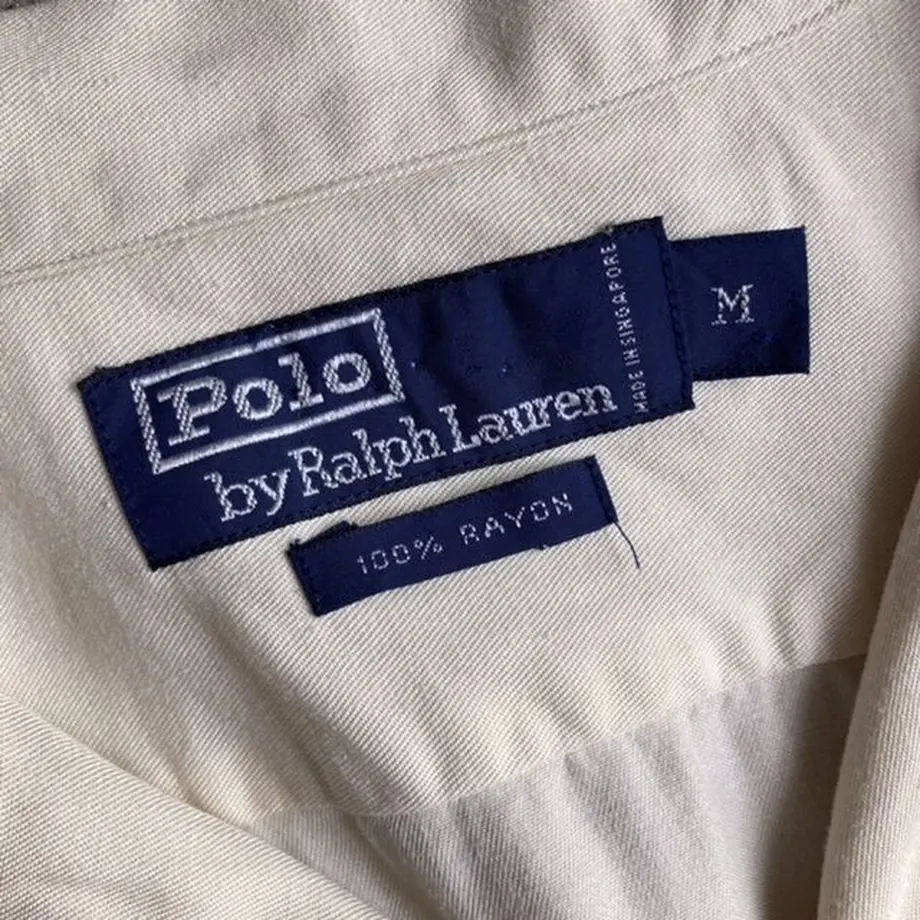 Polo
by Ralph Lauren
MADE IN SINGAPORE
M
100% RAYON